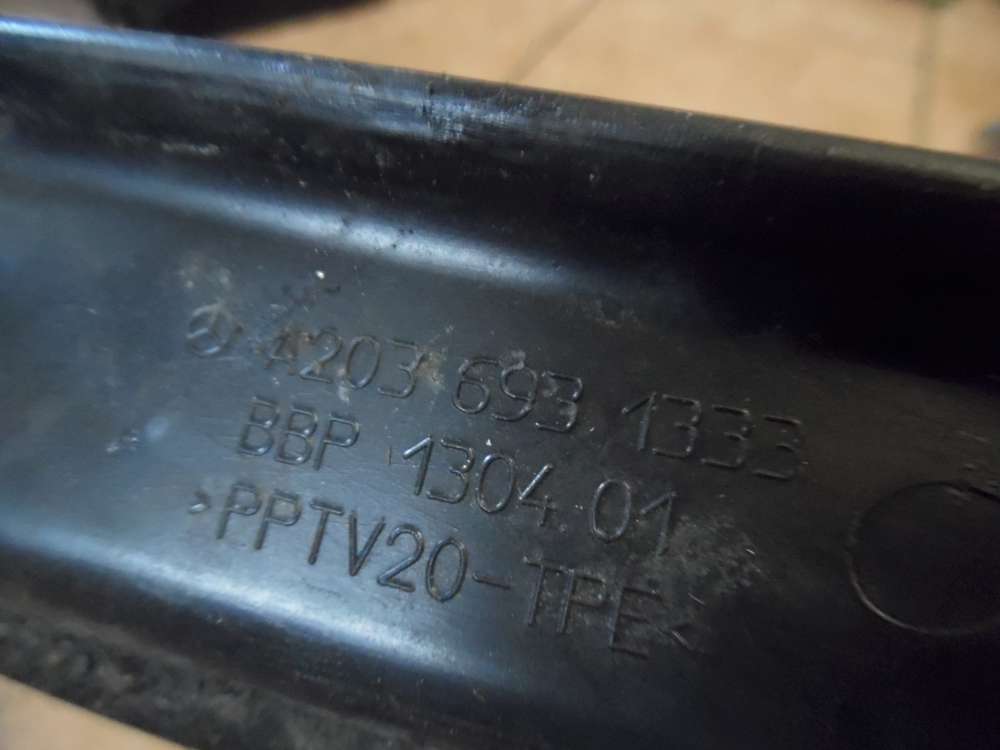 A203 693 1333
BBP 1304.01
>PPTV20-TPE<